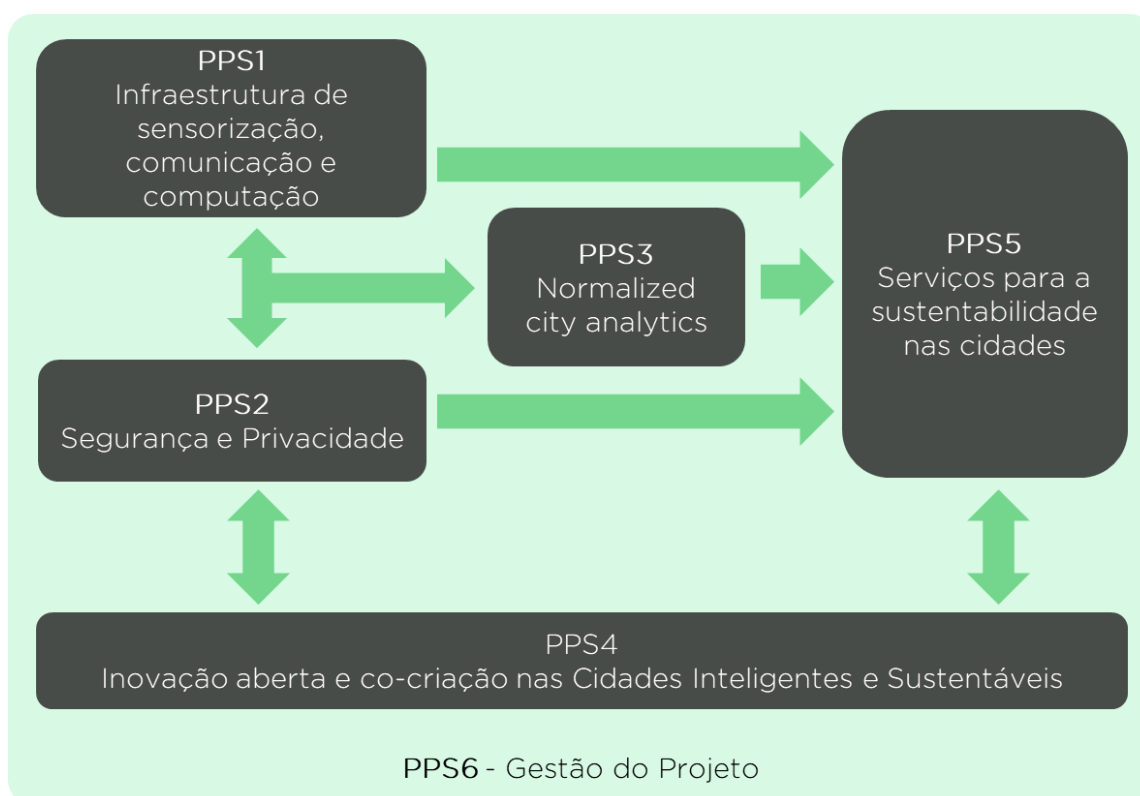 PPS1
Infraestrutura de
sensorização,
comunicação e
computação
PPS3
Normalized
city analytics
PPS5
Serviços para a
sustentabilidade
nas cidades
PPS2
Segurança e Privacidade
PPS4
Inovação aberta e co-criação nas Cidades Inteligentes e Sustentáveis
PPS6 - Gestão do Projeto